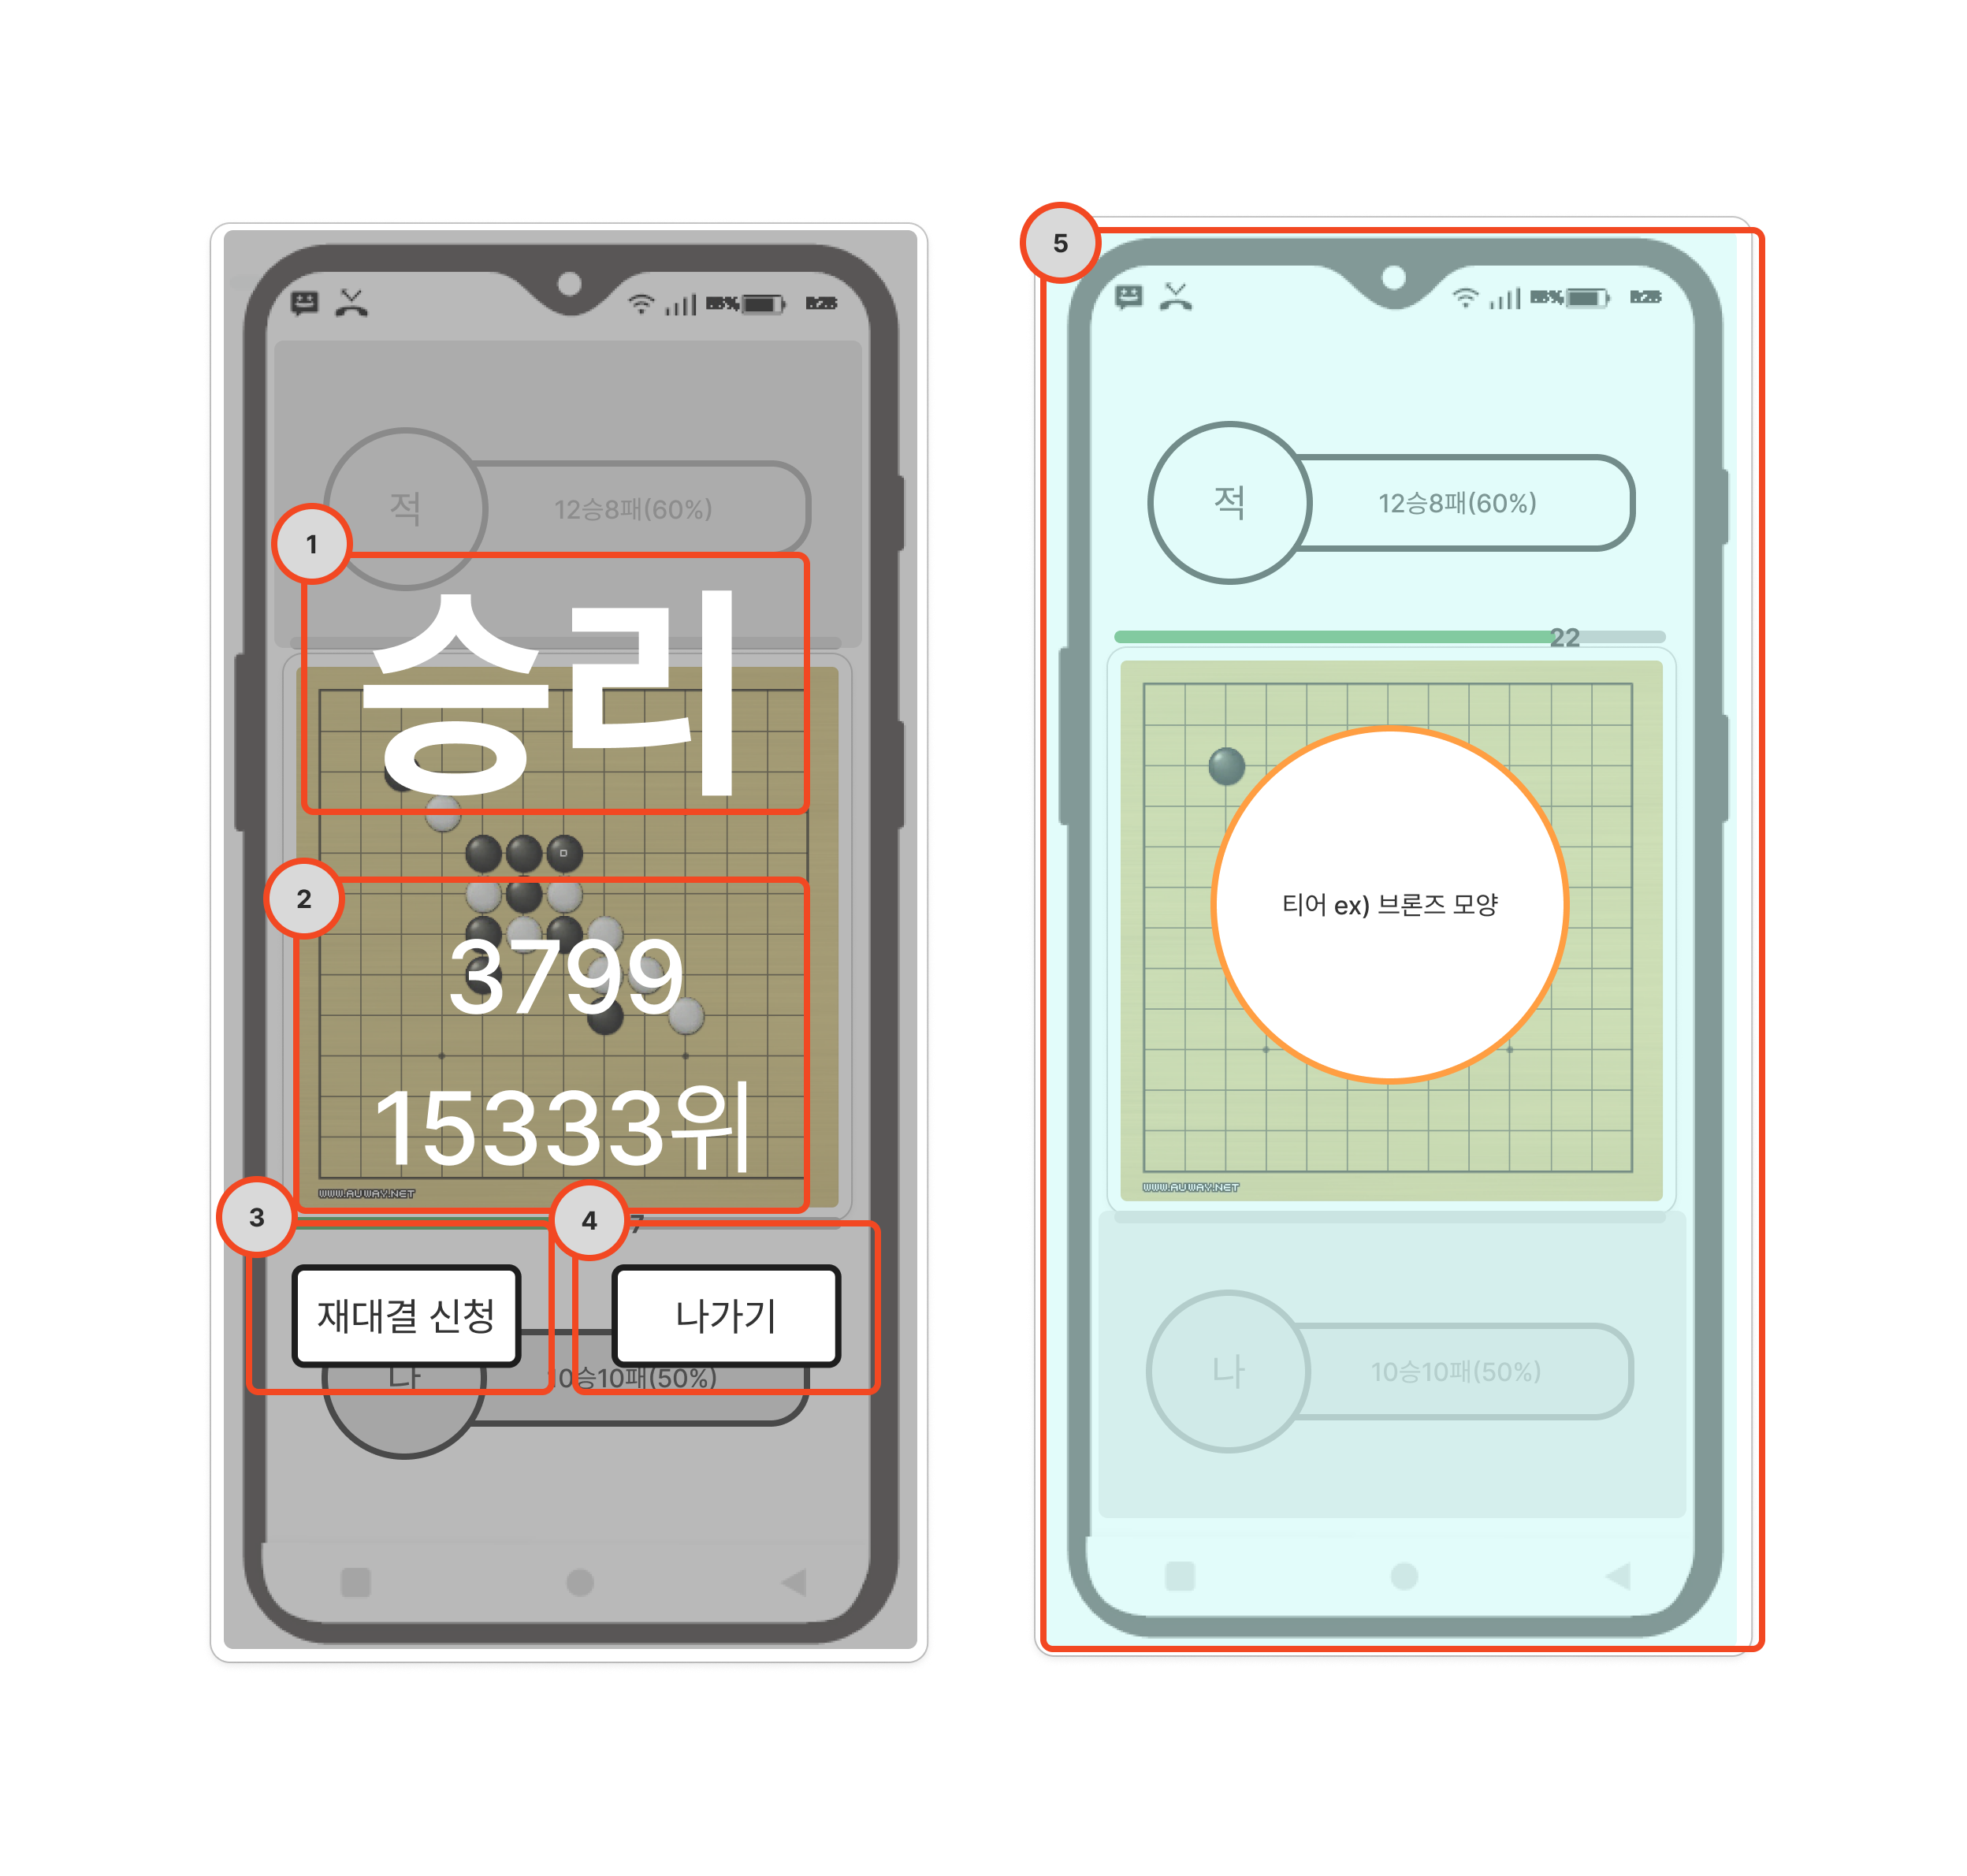 적
12승8패(60%)
1
승리
2
3799
15333위
WWW.AUWAY.NET
3
4
7
재대결 신청
나가기
나
10승10패(50%)
5
적
12승8패(60%)
22
티어 ex) 브론즈 모양
WWW.AUWAY.NET
나
10승10패(50%)